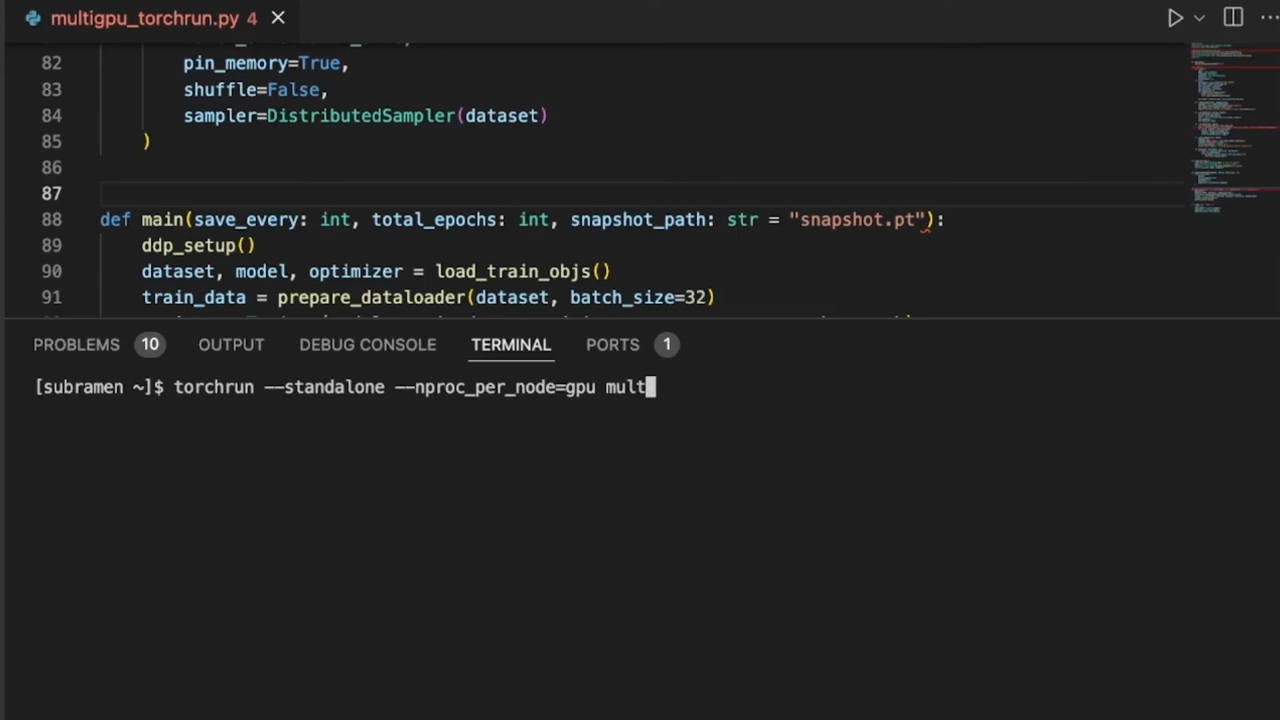 multigpu_torchrun.py 4
82 pin_memory=True,
83 shuffle=False,
84 sampler=DistributedSampler(dataset)
85 )
86
87
88 def main(save_every: int, total_epochs: int, snapshot_path: str = "snapshot.pt"):
89 ddp_setup()
90 dataset, model, optimizer = load_train_objs()
91 train_data = prepare_dataloader(dataset, batch_size=32)
PROBLEMS 10 OUTPUT DEBUG CONSOLE TERMINAL PORTS 1
[subramen ~]$ torchrun --standalone --nproc_per_node=gpu mult